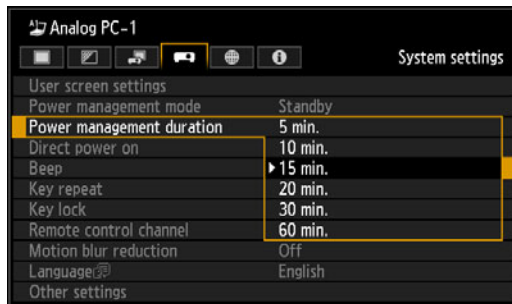 Analog PC-1
System settings
User screen settings
Power management mode Standby
Power management duration 5 min.
Direct power on 10 min.
Beep 15 min.
Key repeat 20 min.
Key lock 30 min.
Remote control channel 60 min.
Motion blur reduction Off
Language English
Other settings